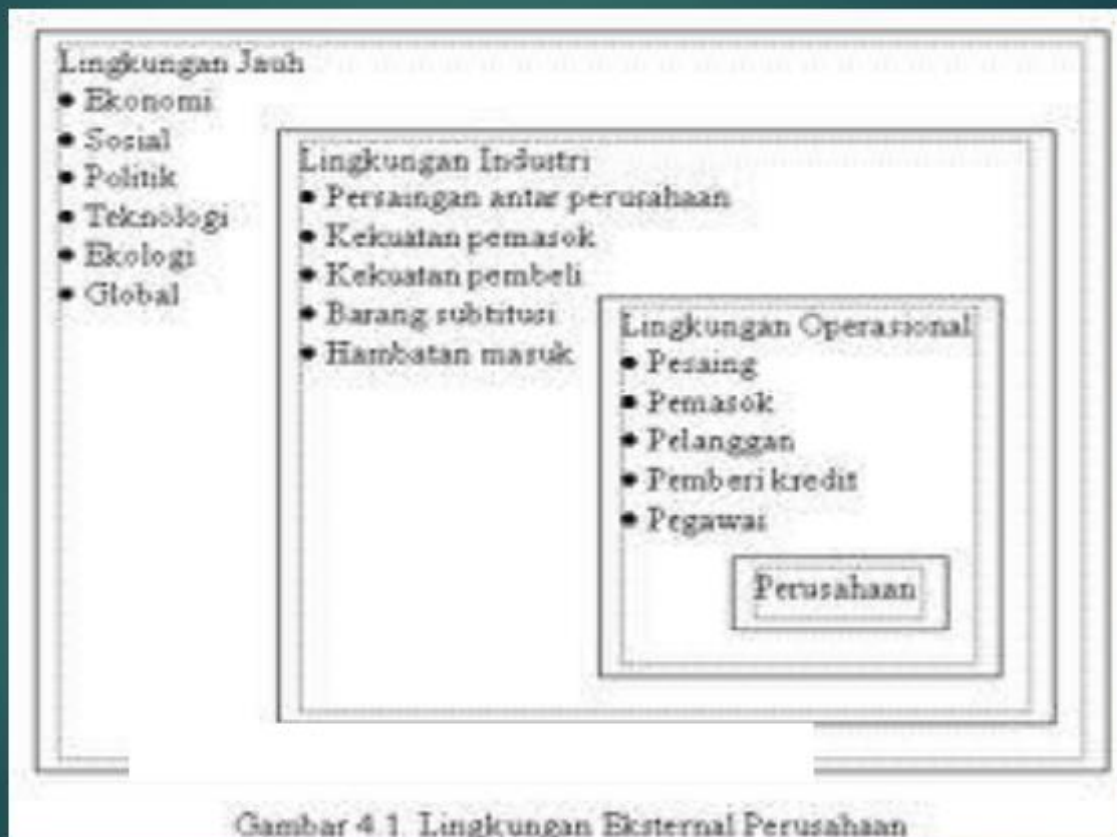 Lingkungan Jauh
• Ekonomi
• Sosial
• Politik
• Teknologi
• Ekologi
• Global
Lingkungan Industri
• Persaingan antar perusahaan
• Kekuatan pemasok
• Kekuatan pembeli
• Barang subtitusi
• Hambatan masuk
Lingkungan Operasional
• Pesaing
• Pemasok
• Pelanggan
• Pemberi kredit
• Pegawai
Perusahaan
Gambar 4.1. Lingkungan Eksternal Perusahaan